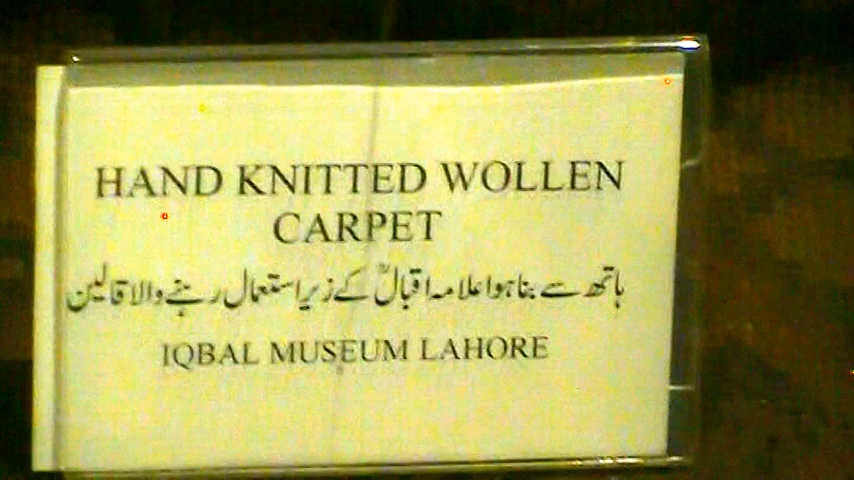 HAND KNITTED WOLLEN
CARPET
ہاتھ سے بنا ہوا علامہ اقبالؒ کے زیر استعمال رہنے والا قالین
IQBAL MUSEUM LAHORE